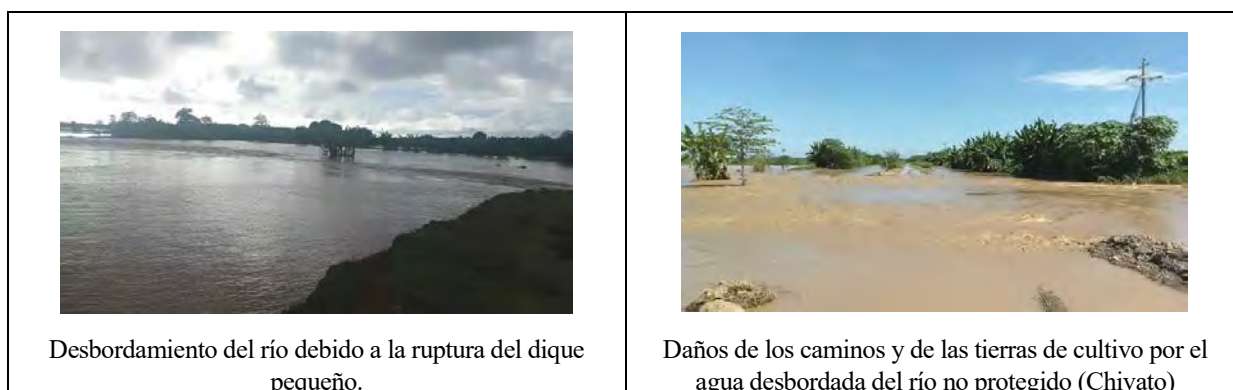 Desbordamiento del río debido a la ruptura del dique
pequeño.
Daños de los caminos y de las tierras de cultivo por el
agua desbordada del río no protegido (Chivato)